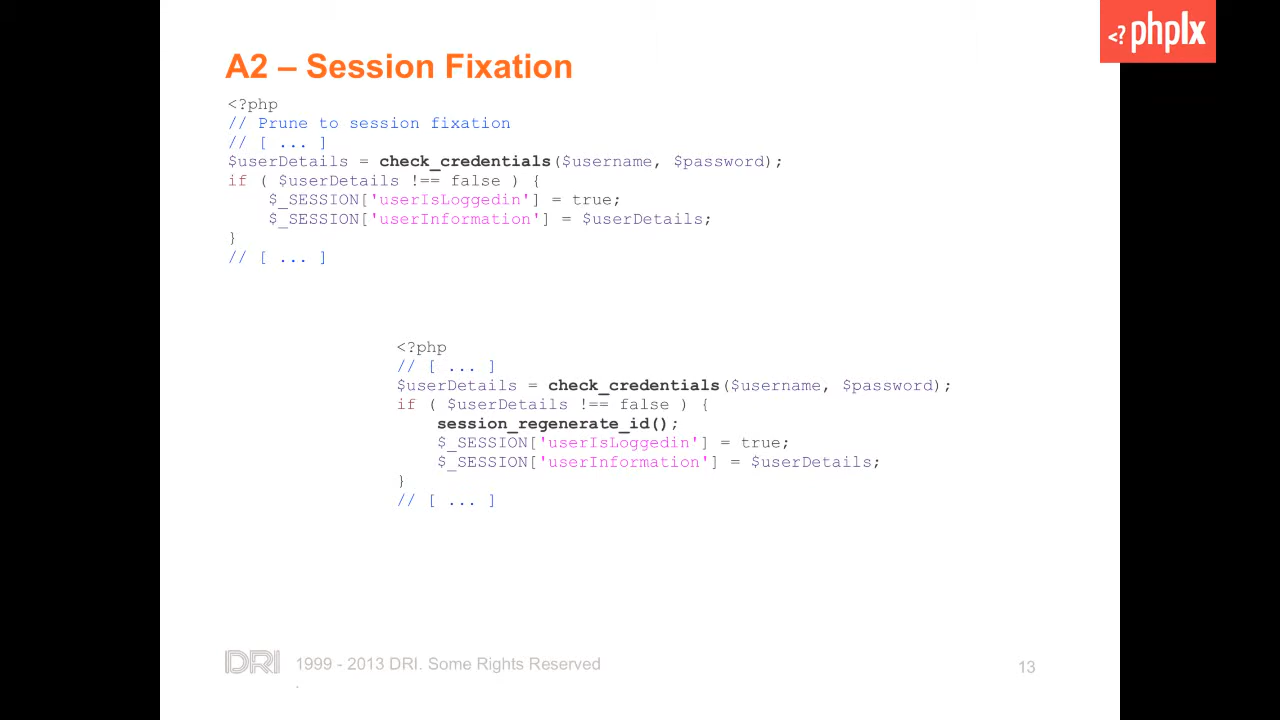 <? phplx
A2 – Session Fixation
<?php
// Prune to session fixation
// [ ... ]
$userDetails = check_credentials($username, $password);
if ( $userDetails !== false ) {
    $_SESSION['userIsLoggedin'] = true;
    $_SESSION['userInformation'] = $userDetails;
}
// [ ... ]
<?php
// [ ... ]
$userDetails = check_credentials($username, $password);
if ( $userDetails !== false ) {
    session_regenerate_id();
    $_SESSION['userIsLoggedin'] = true;
    $_SESSION['userInformation'] = $userDetails;
}
// [ ... ]
DRI 1999 - 2013 DRI. Some Rights Reserved
.
13